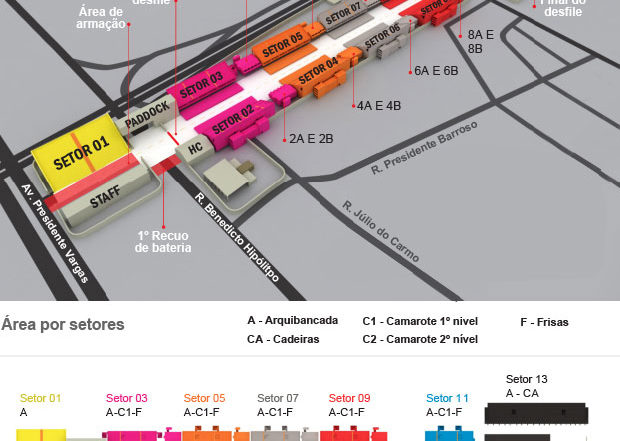 desfile
Área de
armação
Final do
desfile
SETOR 07
SETOR 05
SETOR 06
8A E
8B
SETOR 03
SETOR 04
6A E 6B
PADDOCK
4A E 4B
SETOR 02
2A E 2B
SETOR 01
HC
STAFF
R. Presidente Barroso
Av. Presidente Vargas
R. Benedicto Hipólitpo
R. Júlio do Carmo
1º Recuo
de bateria
Área por setores
A - Arquibancada
C1 - Camarote 1º nivel
F - Frisas
CA - Cadeiras
C2 - Camarote 2º nível
Setor 13
A - CA
Setor 01
A
Setor 03
A-C1-F
Setor 05
A-C1-F
Setor 07
A-C1-F
Setor 09
A-C1-F
Setor 11
A-C1-F